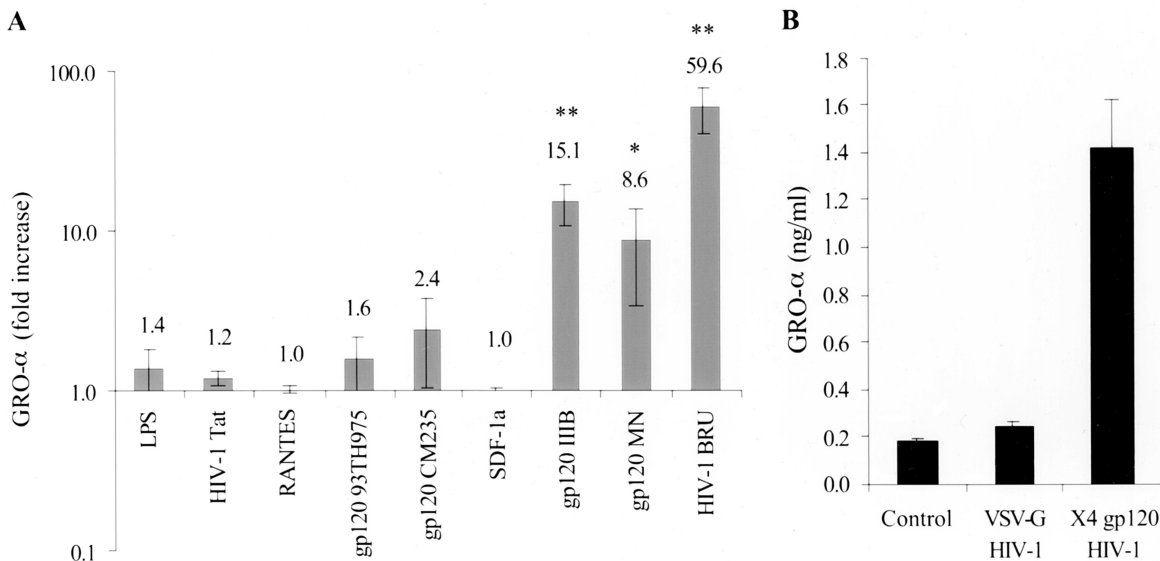 A
GRO-α (fold increase)
100.0
10.0
1.0
0.1
1.4
1.2
1.0
1.6
2.4
1.0
**
15.1
*
8.6
**
59.6
LPS
HIV-1 Tat
RANTES
gp120 93TH975
gp120 CM235
SDF-1a
gp120 IIIB
gp120 MN
HIV-1 BRU
B
GRO-α (ng/ml)
1.8
1.6
1.4
1.2
1.0
0.8
0.6
0.4
0.2
0.0
Control
VSV-G
HIV-1
X4 gp120
HIV-1